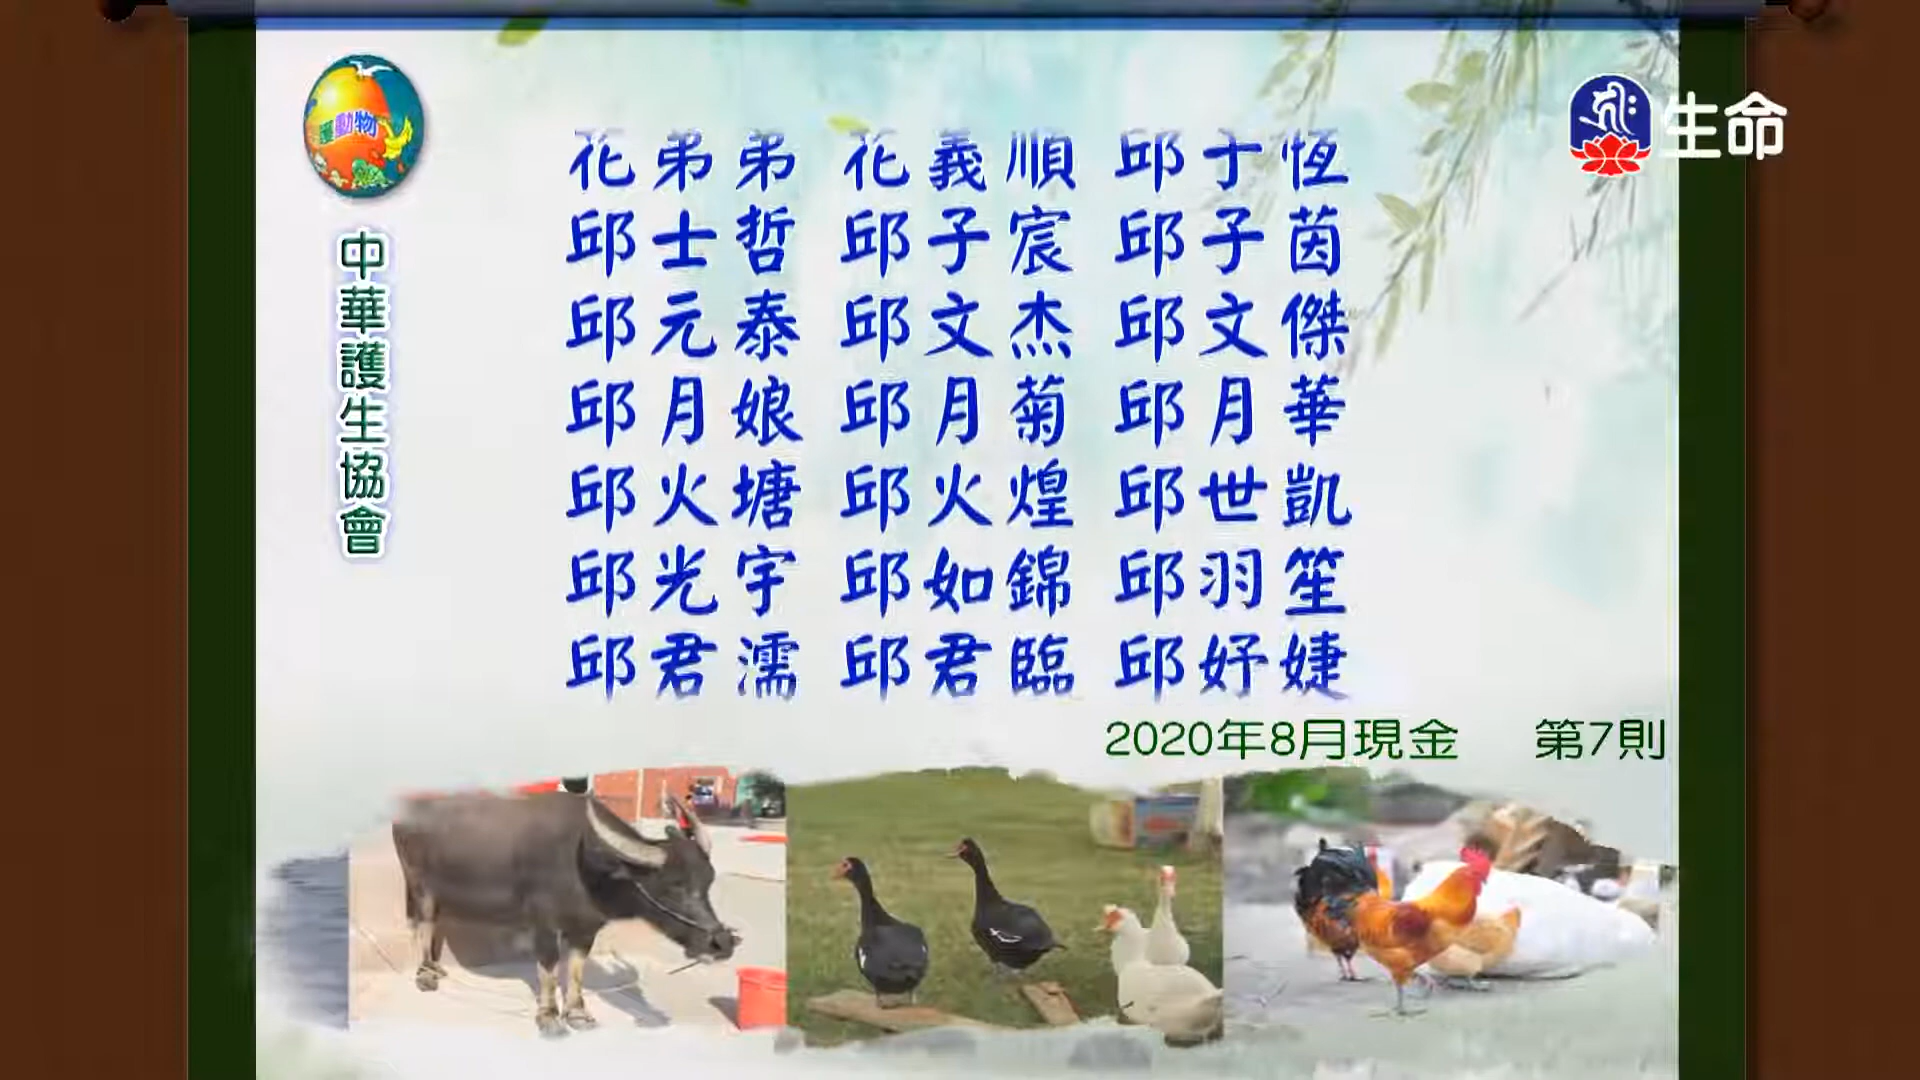 護動物
生命
中華護生協會
花弟弟 花義順 邱于恆
邱士哲 邱子宸 邱子茵
邱元泰 邱文杰 邱文傑
邱月娘 邱月菊 邱月華
邱火塘 邱火煌 邱世凱
邱光宇 邱如錦 邱羽笙
邱君濡 邱君臨 邱妤婕
2020年8月現金 第7則